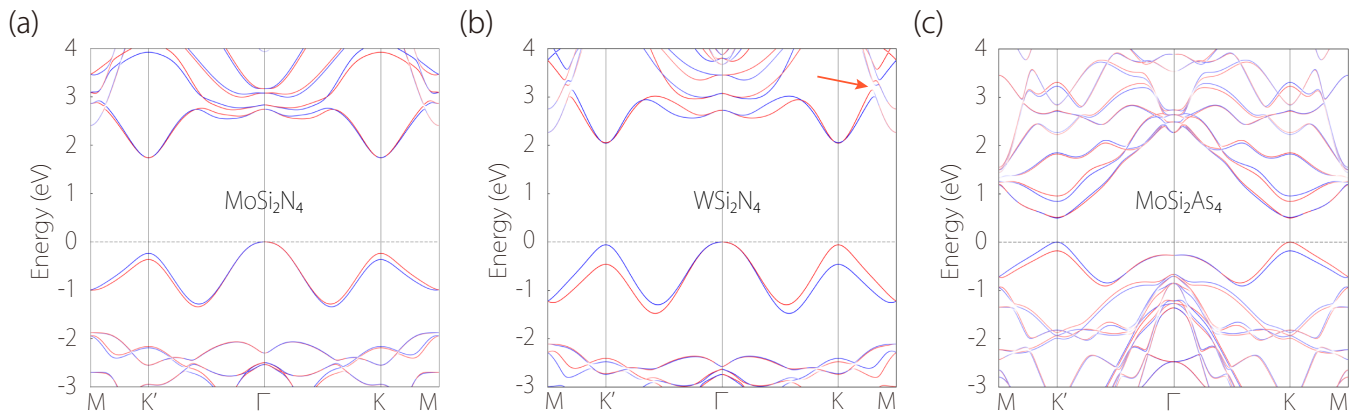 (a)
Energy (eV)
4
3
2
1
0
-1
-2
-3
MoSi₂N₄
M K′ Γ K M
(b)
Energy (eV)
4
3
2
1
0
-1
-2
-3
WSi₂N₄
M K′ Γ K M
(c)
Energy (eV)
4
3
2
1
0
-1
-2
-3
MoSi₂As₄
M K′ Γ K M